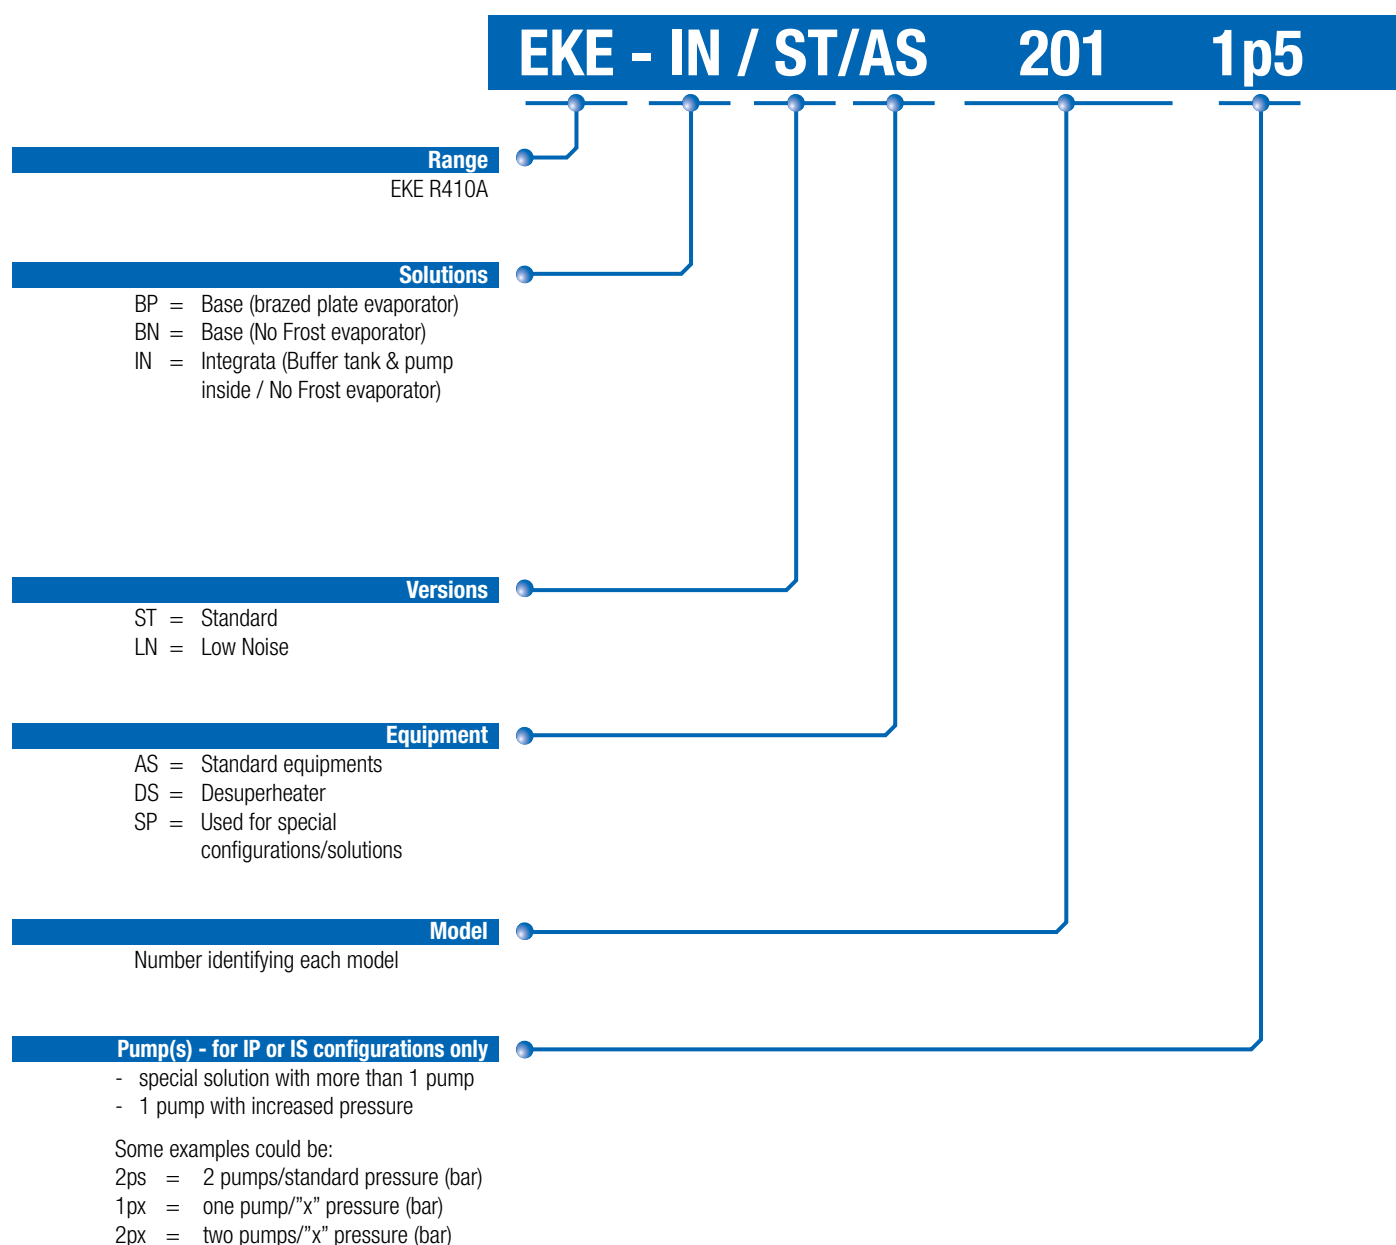 EKE - IN / ST/AS 201 1p5
Range
EKE R410A
Solutions
BP = Base (brazed plate evaporator)
BN = Base (No Frost evaporator)
IN = Integrata (Buffer tank & pump
inside / No Frost evaporator)
Versions
ST = Standard
LN = Low Noise
Equipment
AS = Standard equipments
DS = Desuperheater
SP = Used for special
configurations/solutions
Model
Number identifying each model
Pump(s) - for IP or IS configurations only
- special solution with more than 1 pump
- 1 pump with increased pressure
Some examples could be:
2ps = 2 pumps/standard pressure (bar)
1px = one pump/"x" pressure (bar)
2px = two pumps/"x" pressure (bar)